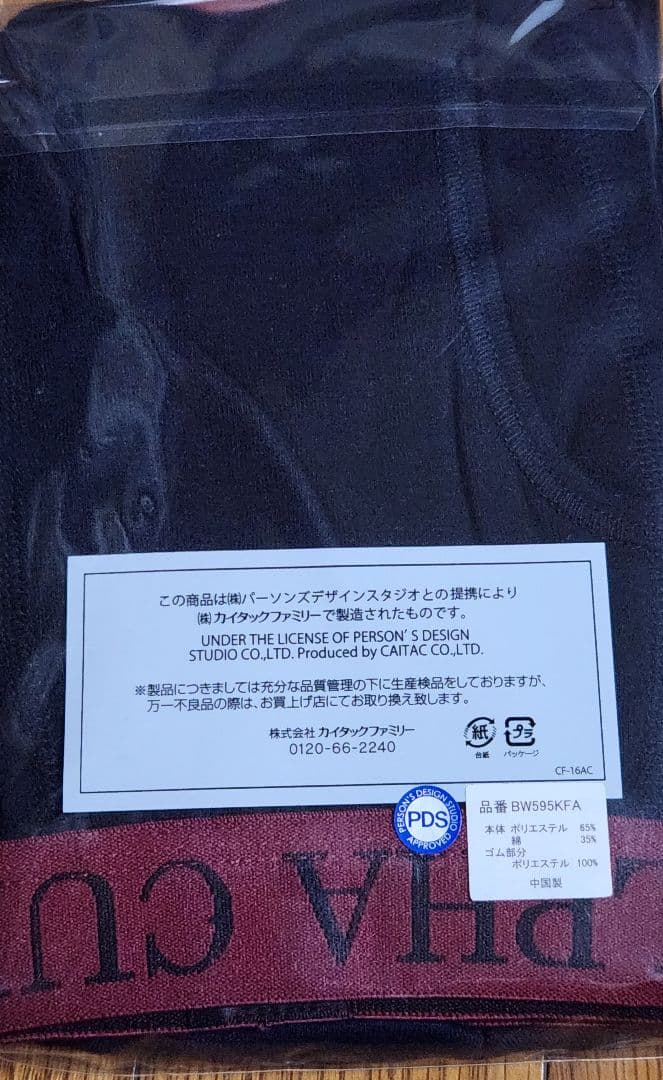 この商品は㈱パーソンズデザインスタジオとの提携により
㈱カイタックファミリーで製造されたものです。
UNDER THE LICENSE OF PERSON'S DESIGN
STUDIO CO.,LTD. Produced by CAITAC CO.,LTD.
※製品につきましては充分な品質管理の下に生産検品をしておりますが、
万一不良品の際は、お買上げ店にてお取り換え致します。
株式会社 カイタックファミリー
0120-66-2240
紙
台紙
プラ
パッケージ
CF-16AC
PERSON'S DESIGN STUDIO
PDS
APPROVED
品番 BW595KFA
本体 ポリエステル 65%
綿 35%
ゴム部分
ポリエステル 100%
中国製
PHA CU